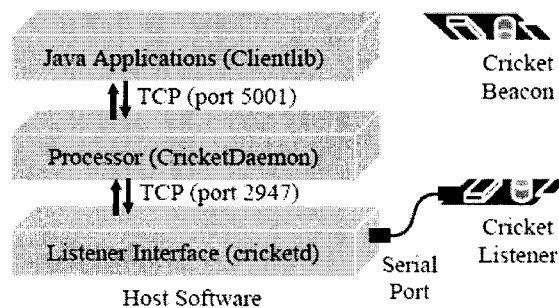 Java Applications (Clientlib)
TCP (port 5001)
Processor (CricketDaemon)
TCP (port 2947)
Listener Interface (cricketd)
Host Software
Serial
Port
Cricket
Beacon
Cricket
Listener